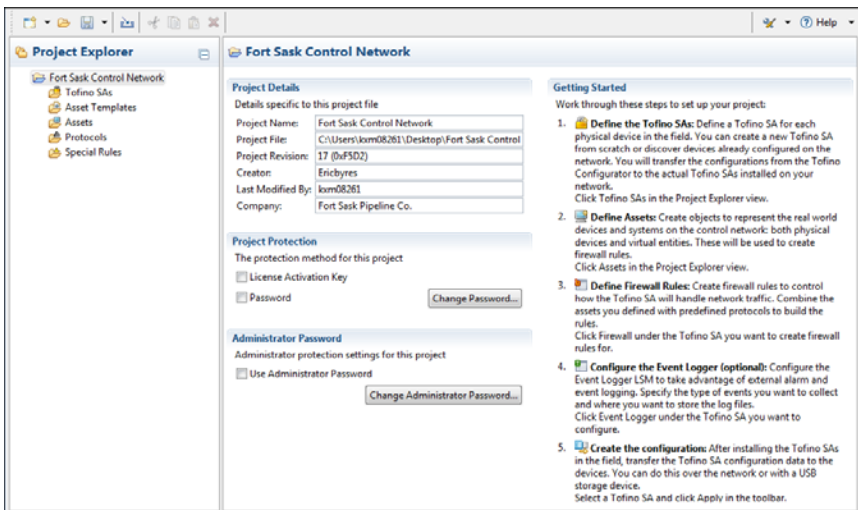 Help
Project Explorer
Fort Sask Control Network
Tofino SAs
Asset Templates
Assets
Protocols
Special Rules
Fort Sask Control Network
Project Details
Details specific to this project file
Project Name: Fort Sask Control Network
Project File: C:\Users\kxm08261\Desktop\Fort Sask Control
Project Revision: 17 (0xF5D2)
Creator: Ericbyres
Last Modified By: kxm08261
Company: Fort Sask Pipeline Co.
Project Protection
The protection method for this project
License Activation Key
Password
Change Password...
Administrator Password
Administrator protection settings for this project
Use Administrator Password
Change Administrator Password...
Getting Started
Work through these steps to set up your project:
1. Define the Tofino SAs: Define a Tofino SA for each
physical device in the field. You can create a new Tofino SA
from scratch or discover devices already configured on the
network. You will transfer the configurations from the Tofino
Configurator to the actual Tofino SAs installed on your
network.
Click Tofino SAs in the Project Explorer view.
2. Define Assets: Create objects to represent the real world
devices and systems on the control network: both physical
devices and virtual entities. These will be used to create
firewall rules.
Click Assets in the Project Explorer view.
3. Define Firewall Rules: Create firewall rules to control
how the Tofino SA will handle network traffic. Combine the
assets you defined with predefined protocols to build the
rules.
Click Firewall under the Tofino SA you want to create firewall
rules for.
4. Configure the Event Logger (optional): Configure the
Event Logger LSM to take advantage of external alarm and
event logging. Specify the type of events you want to collect
and where you want to store the log files.
Click Event Logger under the Tofino SA you want to
configure.
5. Create the configuration: After installing the Tofino SAs
in the field, transfer the Tofino SA configuration data to the
devices. You can do this over the network or with a USB
storage device.
Select a Tofino SA and click Apply in the toolbar.